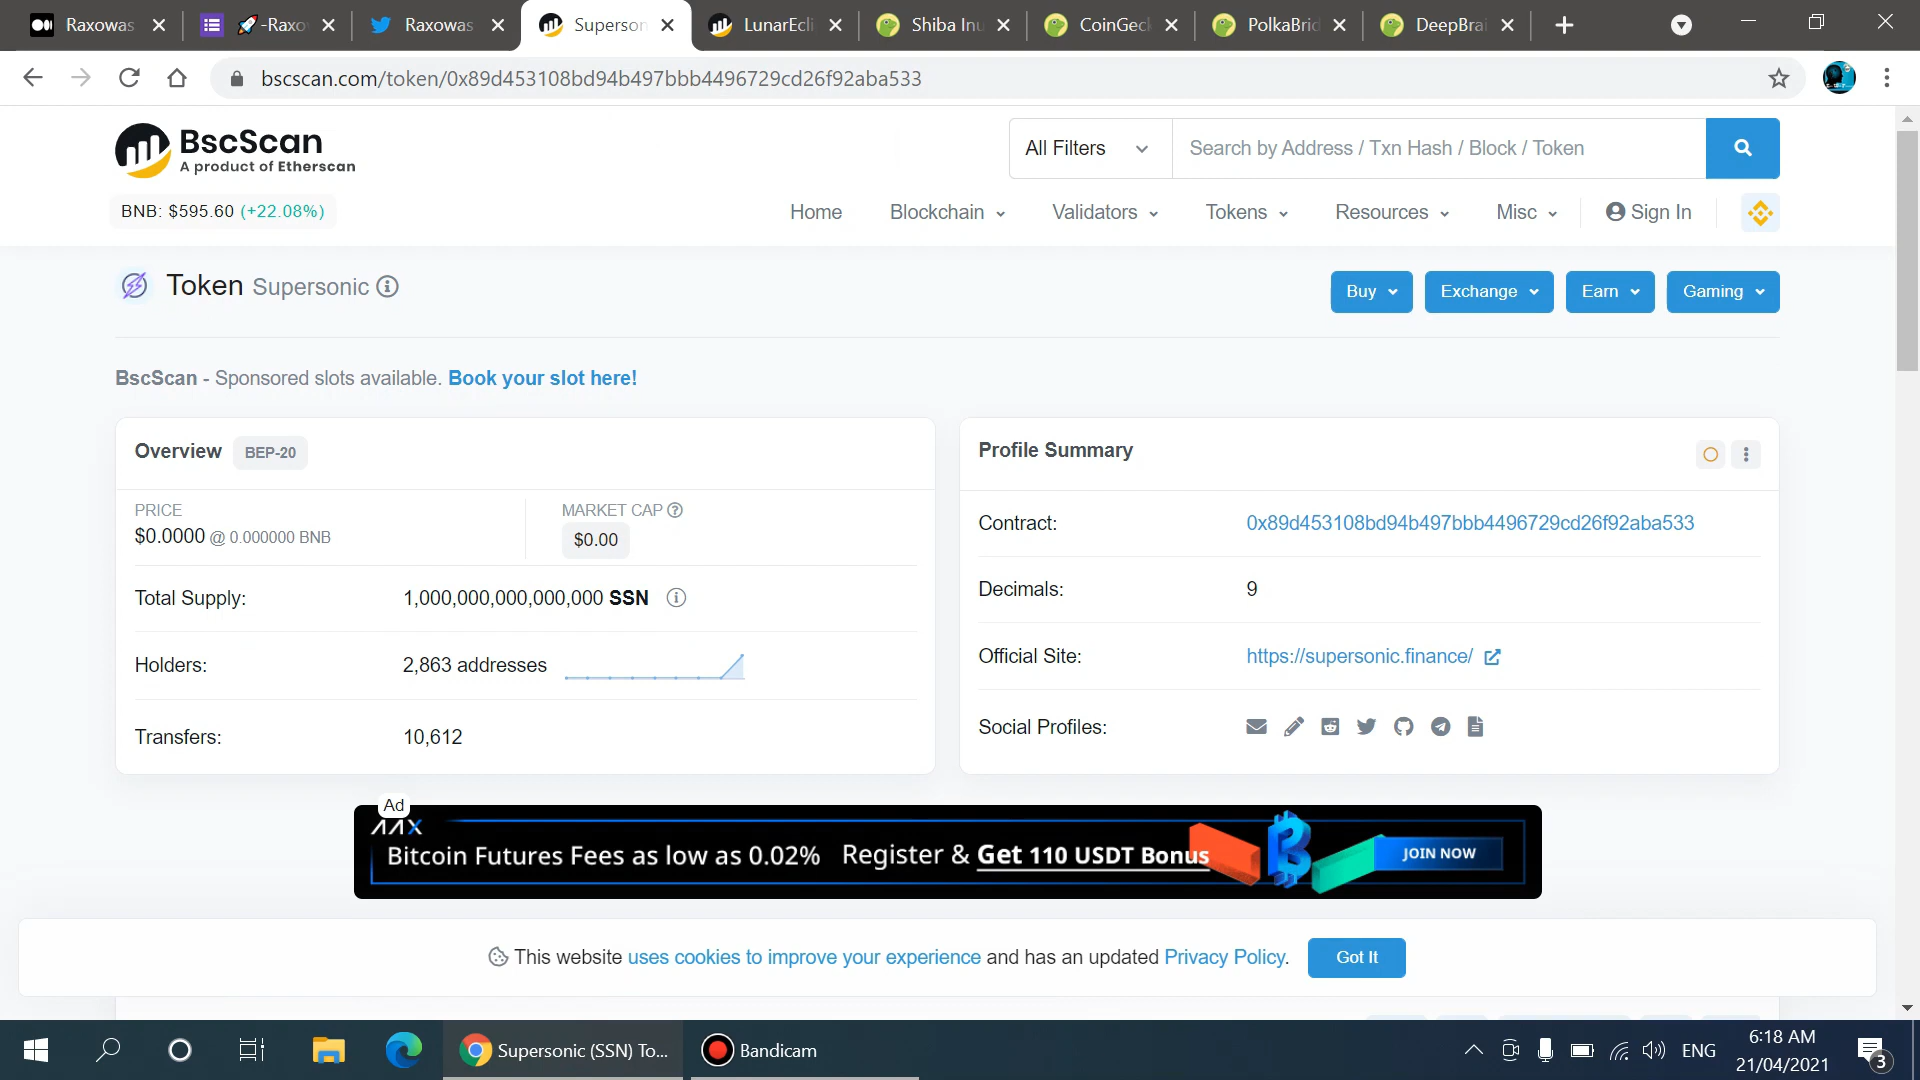 Raxowas
-Raxo
Raxowas
Superson
LunarEcli
Shiba Inu
CoinGeck
PolkaBrid
DeepBrai
bscscan.com/token/0x89d453108bd94b497bbb4496729cd26f92aba533
BscScan
A product of Etherscan
All Filters
Search by Address / Txn Hash / Block / Token
BNB: $595.60 (+22.08%)
Home
Blockchain
Validators
Tokens
Resources
Misc
Sign In
Token Supersonic
Buy
Exchange
Earn
Gaming
BscScan - Sponsored slots available. Book your slot here!
Overview BEP-20
PRICE
$0.0000 @ 0.000000 BNB
MARKET CAP
$0.00
Total Supply: 1,000,000,000,000,000 SSN
Holders: 2,863 addresses
Transfers: 10,612
Profile Summary
Contract: 0x89d453108bd94b497bbb4496729cd26f92aba533
Decimals: 9
Official Site: https://supersonic.finance/
Social Profiles:
Ad
AAX
Bitcoin Futures Fees as low as 0.02% Register & Get 110 USDT Bonus
JOIN NOW
This website uses cookies to improve your experience and has an updated Privacy Policy.
Got It
Supersonic (SSN) To...
Bandicam
ENG
6:18 AM
21/04/2021
3